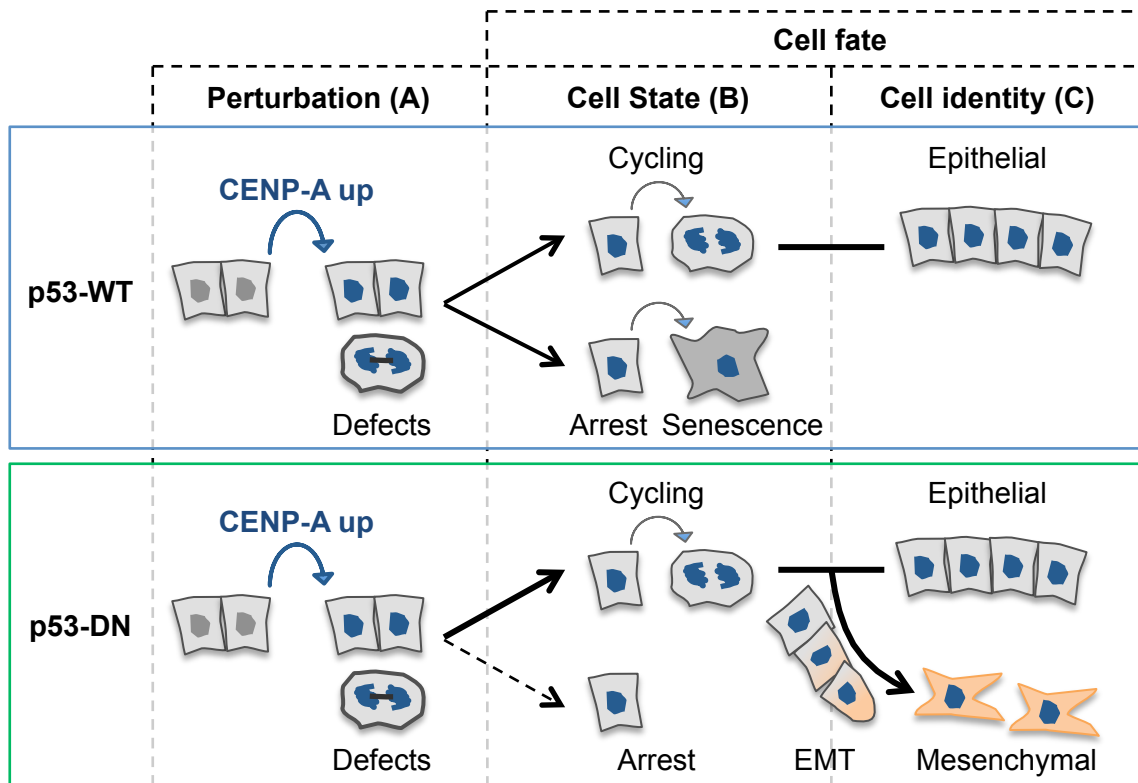 Cell fate
Perturbation (A)
Cell State (B)
Cell identity (C)
p53-WT
CENP-A up
Defects
Cycling
Arrest
Senescence
Epithelial
p53-DN
CENP-A up
Defects
Cycling
Arrest
EMT
Epithelial
Mesenchymal